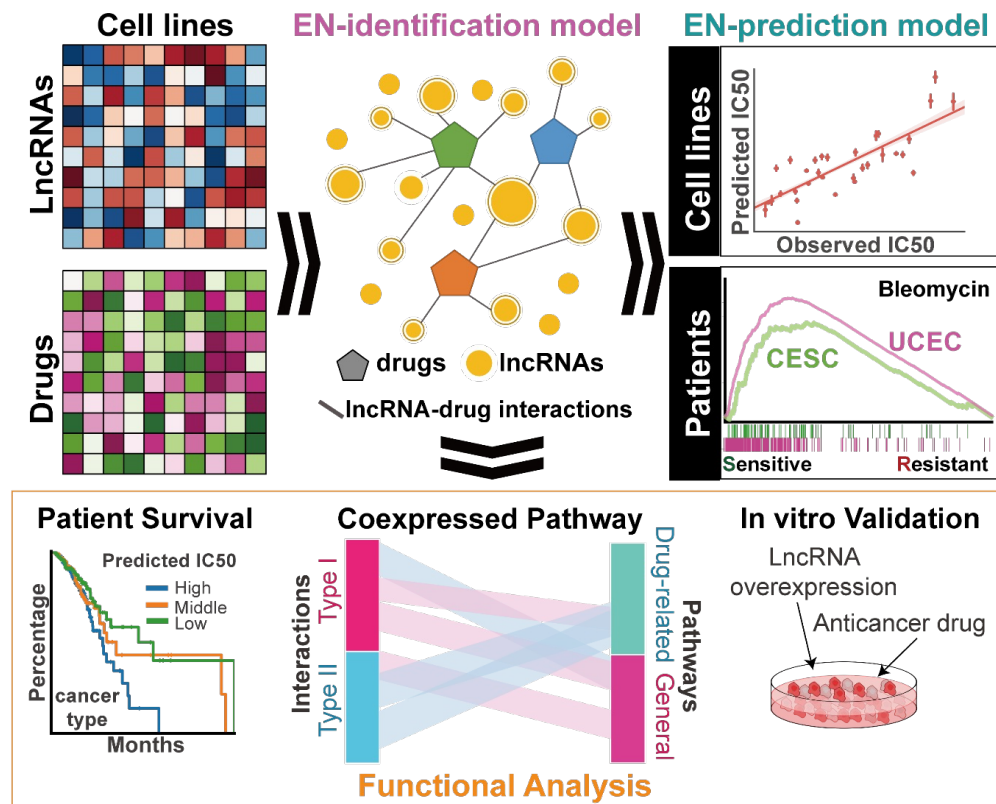 Cell lines
LncRNAs
Drugs
EN-identification model
drugs
lncRNAs
lncRNA-drug interactions
EN-prediction model
Cell lines
Predicted IC50
Observed IC50
Patients
Bleomycin
UCEC
CESC
Sensitive
Resistant
Patient Survival
Predicted IC50
High
Middle
Low
Percentage
cancer
type
Months
Coexpressed Pathway
Interactions
Type I
Type II
Drug-related
General
Pathways
In vitro Validation
LncRNA
overexpression
Anticancer drug
Functional Analysis